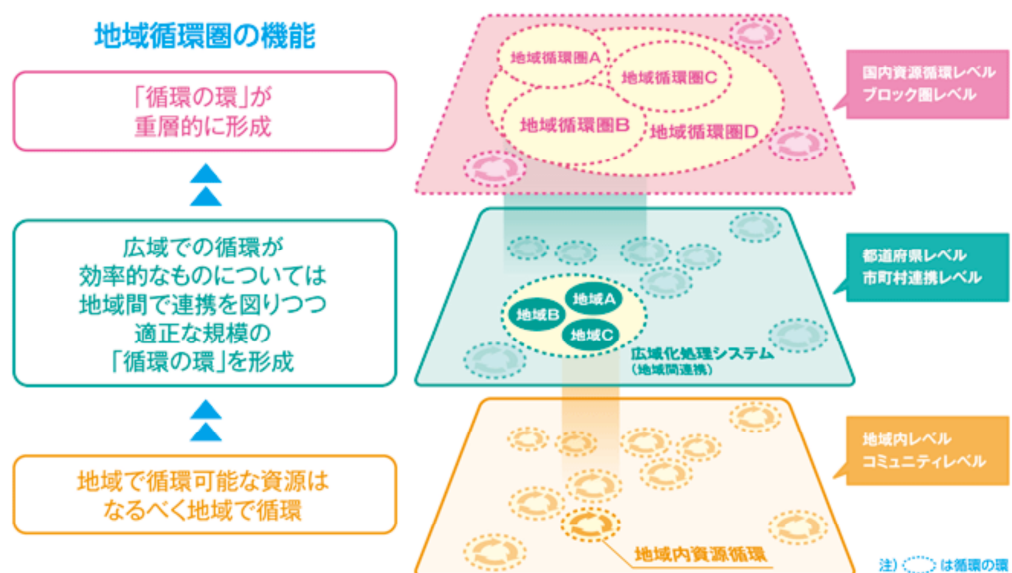 地域循環圏の機能
「循環の環」が
重層的に形成
広域での循環が
効率的なものについては
地域間で連携を図りつつ
適正な規模の
「循環の環」を形成
地域で循環可能な資源は
なるべく地域で循環
地域循環圏A
地域循環圏C
地域循環圏B
地域循環圏D
国内資源循環レベル
ブロック圏レベル
地域A
地域B
地域C
広域化処理システム
(地域間連携)
都道府県レベル
市町村連携レベル
地域内資源循環
地域内レベル
コミュニティレベル
注) は循環の環